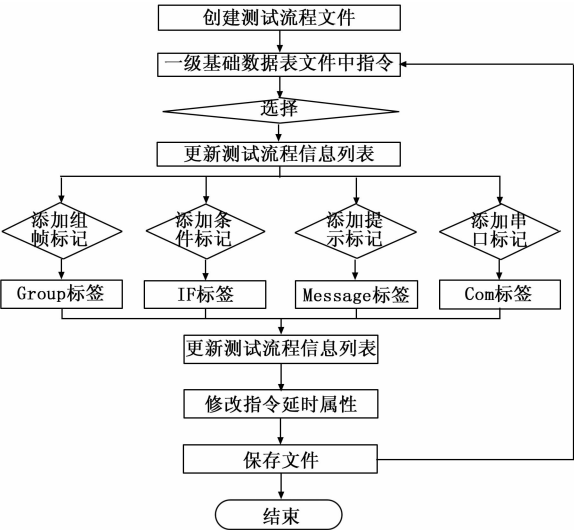 创建测试流程文件
一级基础数据表文件中指令
选择
更新测试流程信息列表
添加组
帧标记
添加条
件标记
添加提
示标记
添加串
口标记
Group标签
IF标签
Message标签
Com标签
更新测试流程信息列表
修改指令延时属性
保存文件
结束